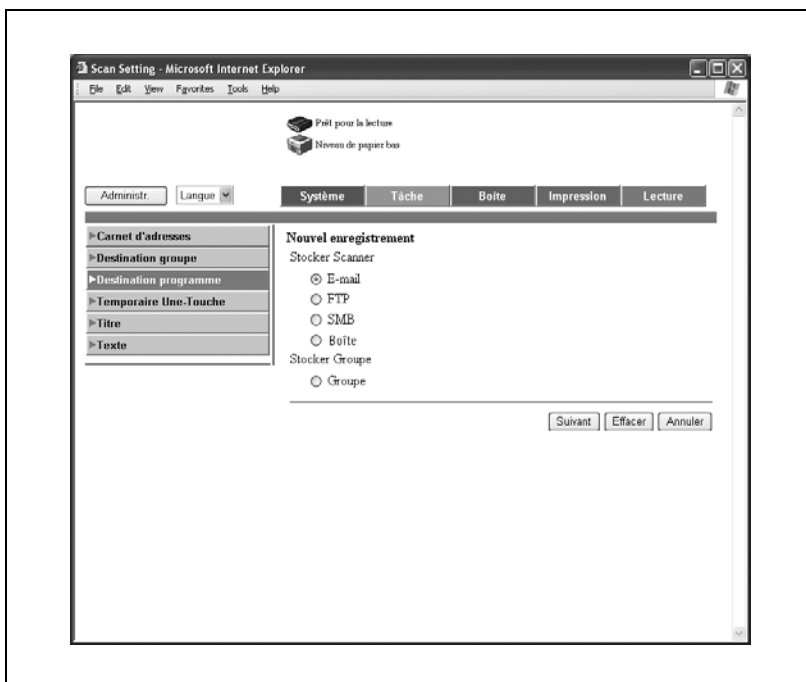 Scan Setting - Microsoft Internet Explorer
File Edit View Favorites Tools Help
Prêt pour la lecture
Niveau de papier bas
Administr. Langue
Système Tâche Boîte Impression Lecture
Carnet d'adresses
Destination groupe
Destination programme
Temporaire Une-Touche
Titre
Texte
Nouvel enregistrement
Stocker Scanner
E-mail
FTP
SMB
Boîte
Stocker Groupe
Groupe
Suivant Effacer Annuler